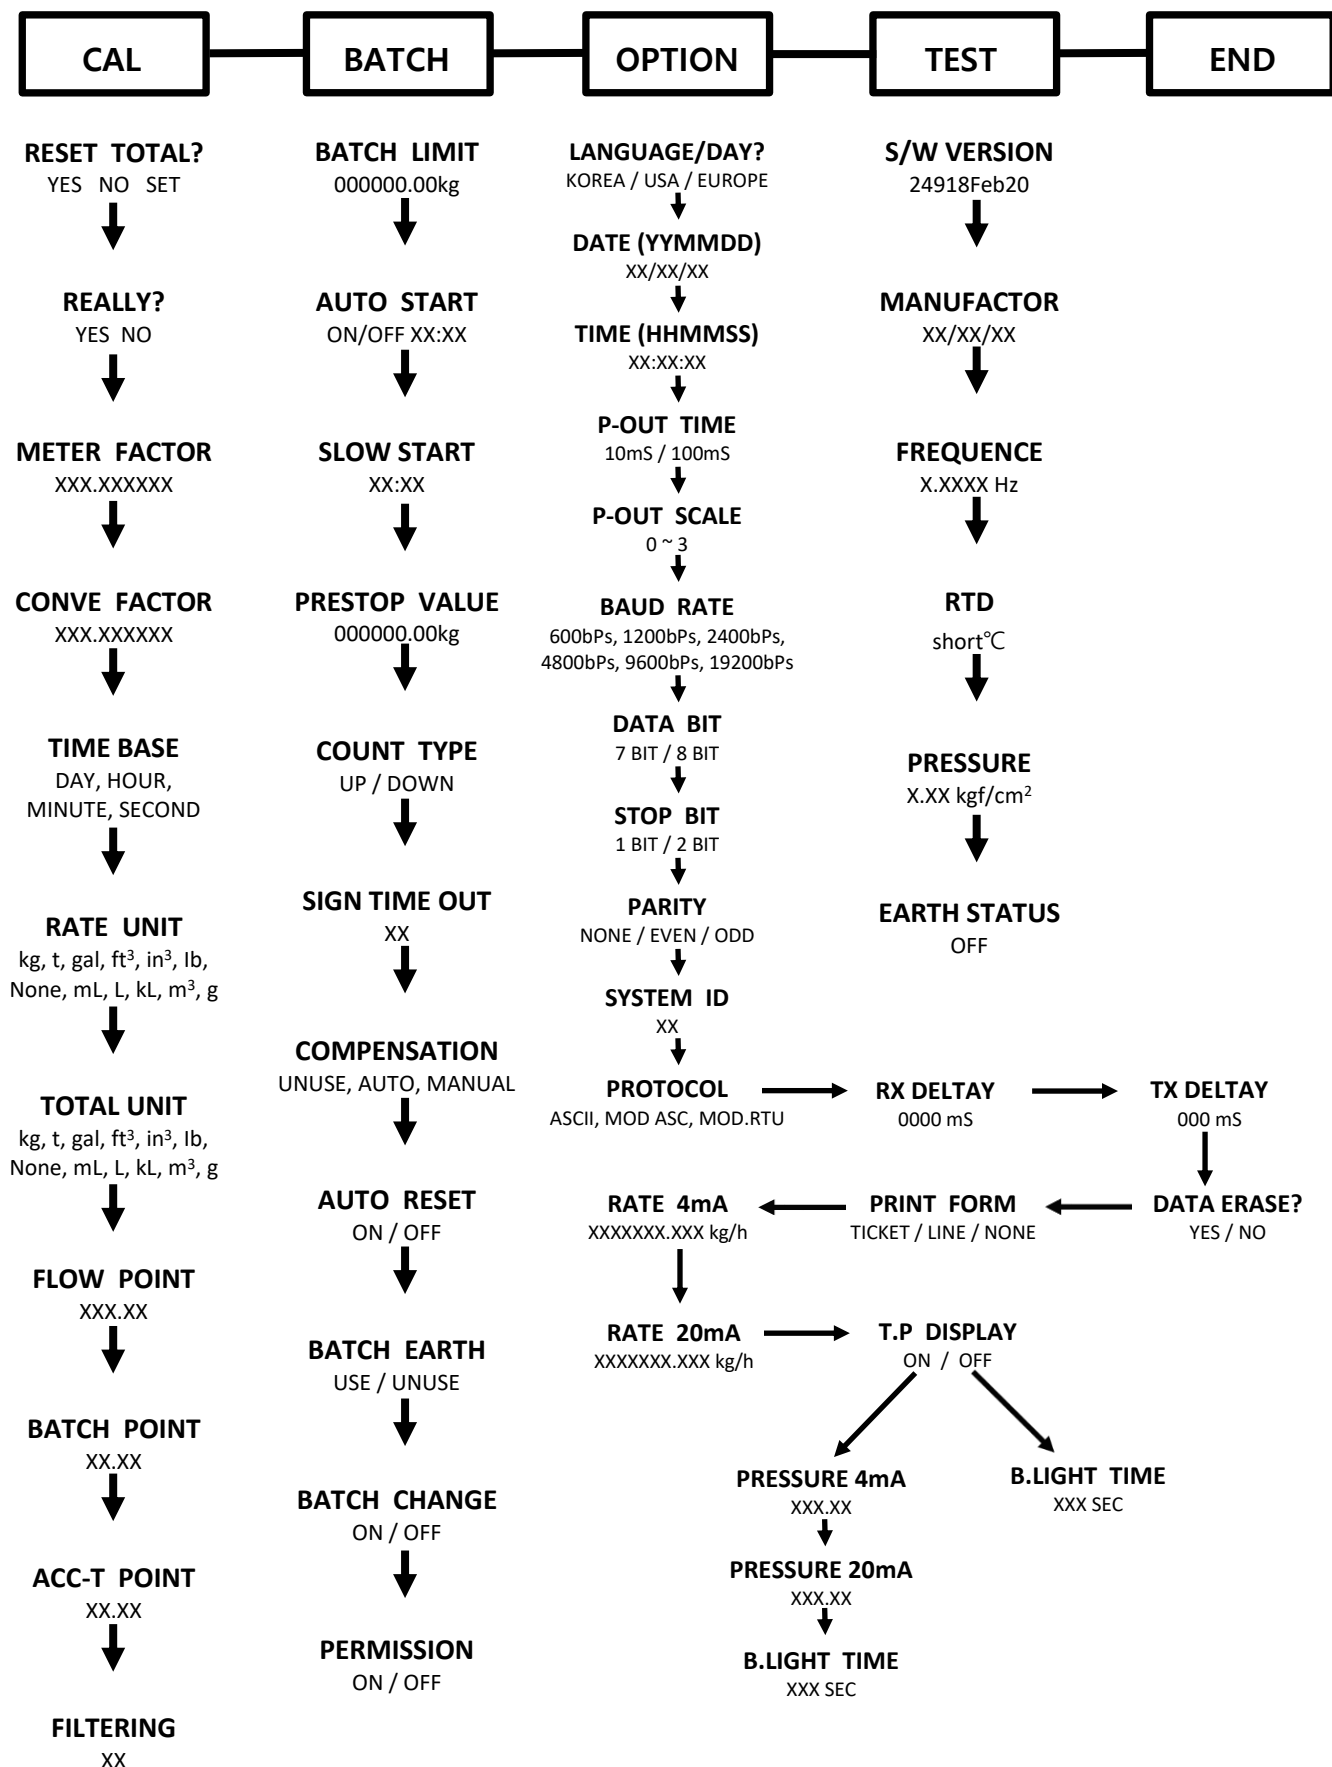 CAL
BATCH
OPTION
TEST
END
RESET TOTAL?
YES NO SET
REALLY?
YES NO
METER FACTOR
XXX.XXXXXX
CONVE FACTOR
XXX.XXXXXX
TIME BASE
DAY, HOUR,
MINUTE, SECOND
RATE UNIT
kg, t, gal, ft³, in³, Ib,
None, mL, L, kL, m³, g
TOTAL UNIT
kg, t, gal, ft³, in³, Ib,
None, mL, L, kL, m³, g
FLOW POINT
XXX.XX
BATCH POINT
XX.XX
ACC-T POINT
XX.XX
FILTERING
XX
BATCH LIMIT
000000.00kg
AUTO START
ON/OFF XX:XX
SLOW START
XX:XX
PRESTOP VALUE
000000.00kg
COUNT TYPE
UP / DOWN
SIGN TIME OUT
XX
COMPENSATION
UNUSE, AUTO, MANUAL
AUTO RESET
ON / OFF
BATCH EARTH
USE / UNUSE
BATCH CHANGE
ON / OFF
PERMISSION
ON / OFF
LANGUAGE/DAY?
KOREA / USA / EUROPE
DATE (YYMMDD)
XX/XX/XX
TIME (HHMMSS)
XX:XX:XX
P-OUT TIME
10mS / 100mS
P-OUT SCALE
0 ~ 3
BAUD RATE
600bPs, 1200bPs, 2400bPs,
4800bPs, 9600bPs, 19200bPs
DATA BIT
7 BIT / 8 BIT
STOP BIT
1 BIT / 2 BIT
PARITY
NONE / EVEN / ODD
SYSTEM ID
XX
PROTOCOL
ASCII, MOD ASC, MOD.RTU
RX DELTAY
0000 mS
TX DELTAY
000 mS
DATA ERASE?
YES / NO
PRINT FORM
TICKET / LINE / NONE
RATE 4mA
XXXXXXX.XXX kg/h
RATE 20mA
XXXXXXX.XXX kg/h
T.P DISPLAY
ON / OFF
PRESSURE 4mA
XXX.XX
PRESSURE 20mA
XXX.XX
B.LIGHT TIME
XXX SEC
B.LIGHT TIME
XXX SEC
S/W VERSION
24918Feb20
MANUFACTOR
XX/XX/XX
FREQUENCE
X.XXXX Hz
RTD
short℃
PRESSURE
X.XX kgf/cm²
EARTH STATUS
OFF